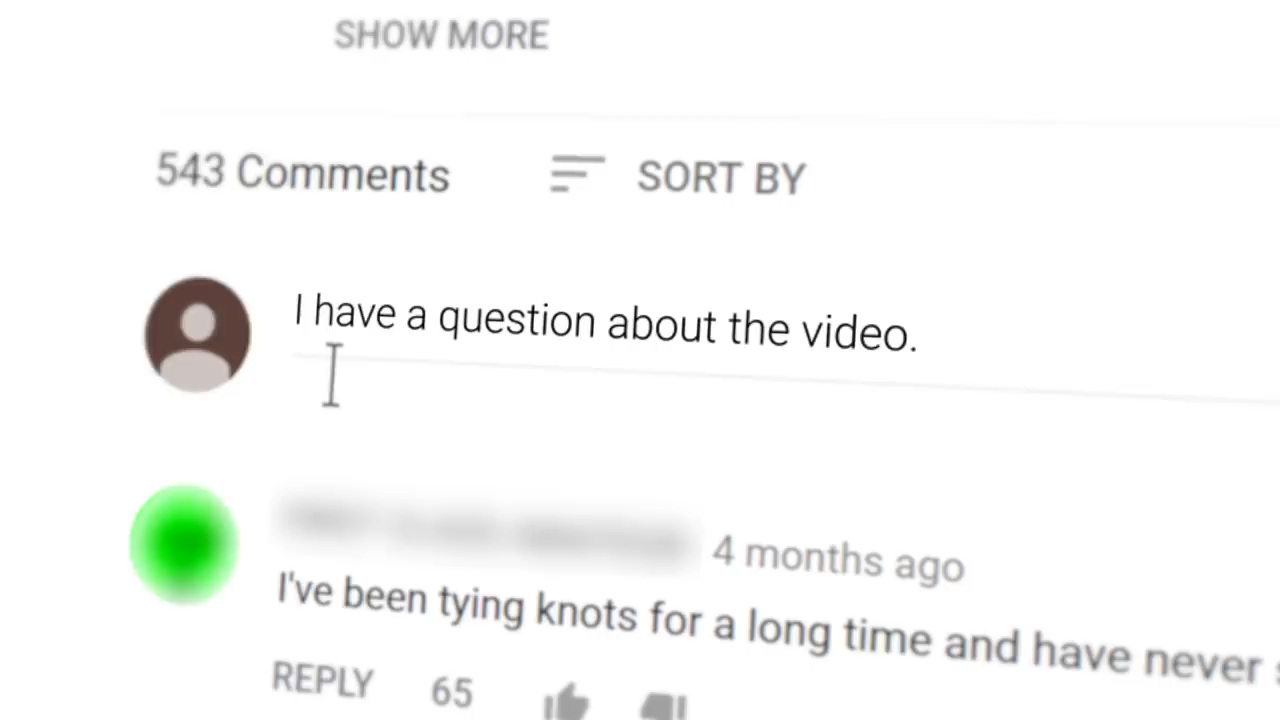 SHOW MORE
543 Comments
SORT BY
I have a question about the video.
4 months ago
I've been tying knots for a long time and have never
REPLY 65